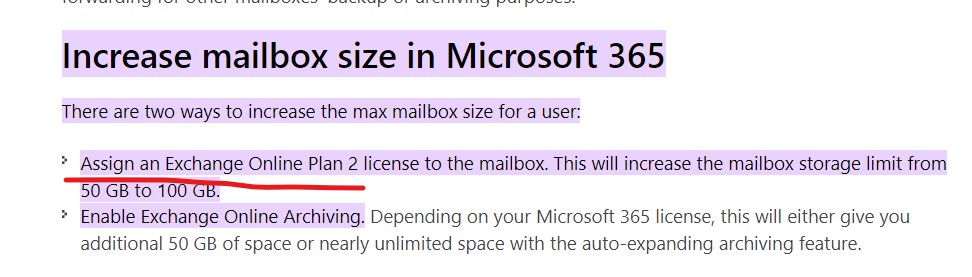 forwarding for other mailboxes' backup or archiving purposes.
Increase mailbox size in Microsoft 365
There are two ways to increase the max mailbox size for a user:
Assign an Exchange Online Plan 2 license to the mailbox. This will increase the mailbox storage limit from
50 GB to 100 GB.
Enable Exchange Online Archiving. Depending on your Microsoft 365 license, this will either give you
additional 50 GB of space or nearly unlimited space with the auto-expanding archiving feature.